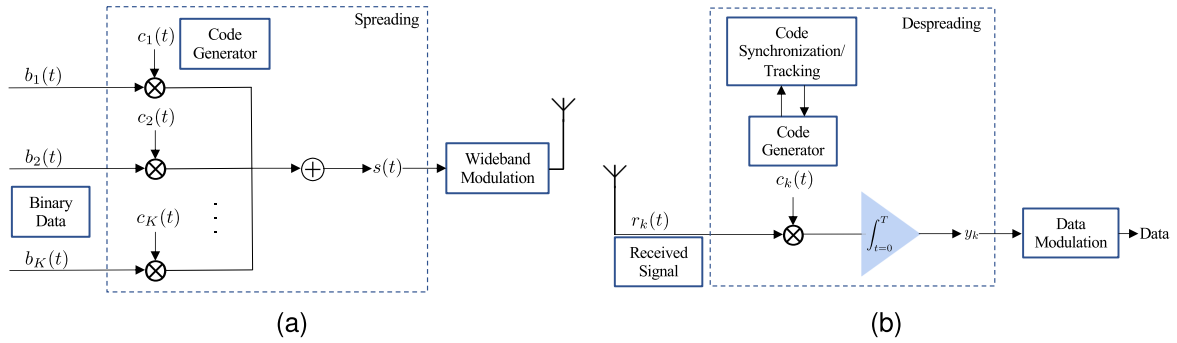 Spreading
c_1(t)
Code
Generator
b_1(t)
c_2(t)
b_2(t)
s(t)
Wideband
Modulation
Binary
Data
c_K(t)
b_K(t)
(a)
Despreading
Code
Synchronization/
Tracking
Code
Generator
c_k(t)
r_k(t)
∫_{t=0}^{T}
y_k
Data
Modulation
Data
Received
Signal
(b)